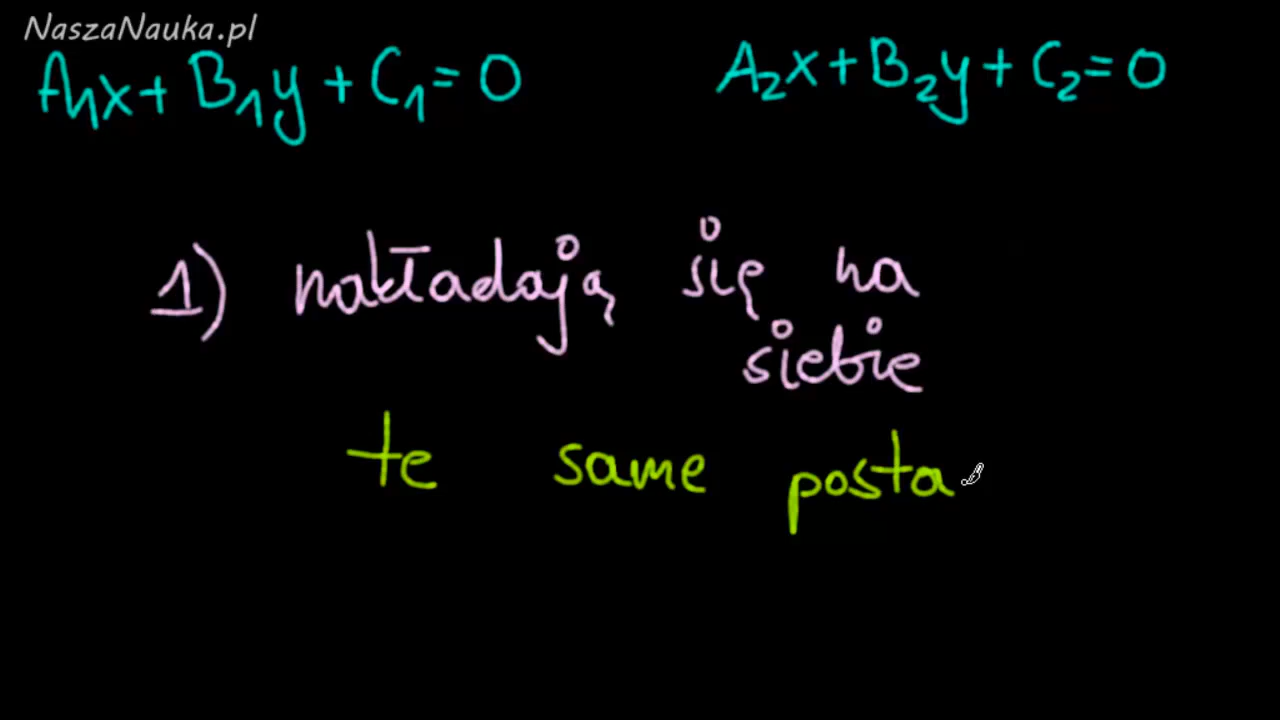 NaszaNauka.pl
A₁x + B₁y + C₁ = 0
A₂x + B₂y + C₂ = 0
1) nakładają się na
siebie
te same posta